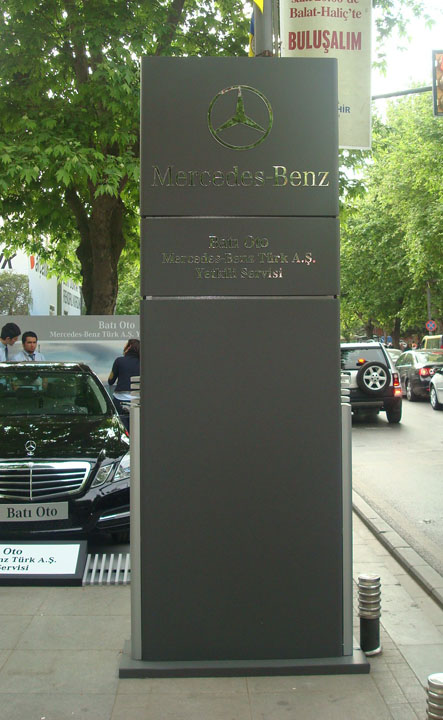 Balat-Haliç'te
BULUŞALIM
Mercedes-Benz
Batı Oto
Mercedes-Benz Türk A.Ş.
Yetkili Servisi
Batı Oto
Mercedes-Benz Türk A.Ş. Y
Batı Oto
Oto
nz Türk A.Ş.
Servisi